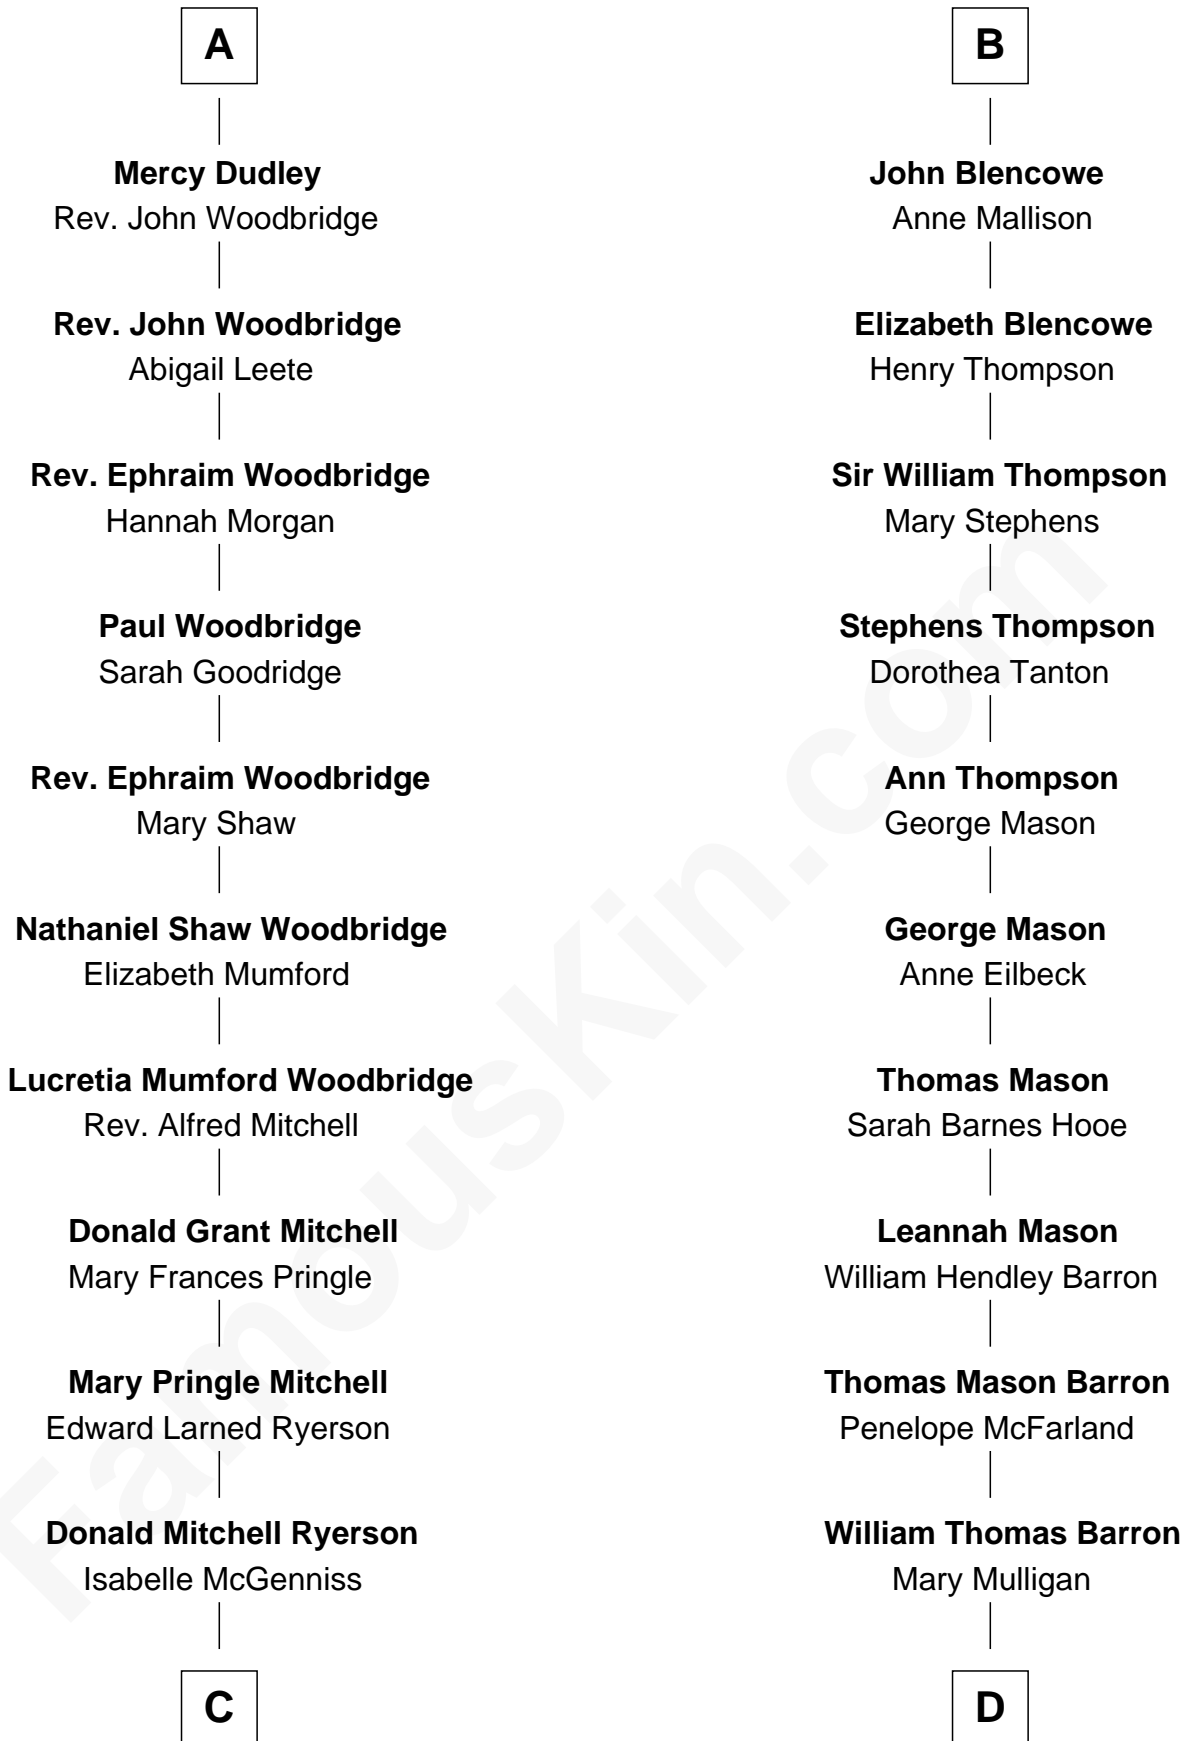 A
Mercy Dudley
Rev. John Woodbridge
Rev. John Woodbridge
Abigail Leete
Rev. Ephraim Woodbridge
Hannah Morgan
Paul Woodbridge
Sarah Goodridge
Rev. Ephraim Woodbridge
Mary Shaw
Nathaniel Shaw Woodbridge
Elizabeth Mumford
Lucretia Mumford Woodbridge
Rev. Alfred Mitchell
Donald Grant Mitchell
Mary Frances Pringle
Mary Pringle Mitchell
Edward Larned Ryerson
Donald Mitchell Ryerson
Isabelle McGenniss
C
B
John Blencowe
Anne Mallison
Elizabeth Blencowe
Henry Thompson
Sir William Thompson
Mary Stephens
Stephens Thompson
Dorothea Tanton
Ann Thompson
George Mason
George Mason
Anne Eilbeck
Thomas Mason
Sarah Barnes Hooe
Leannah Mason
William Hendley Barron
Thomas Mason Barron
Penelope McFarland
William Thomas Barron
Mary Mulligan
D
FamousKin.com